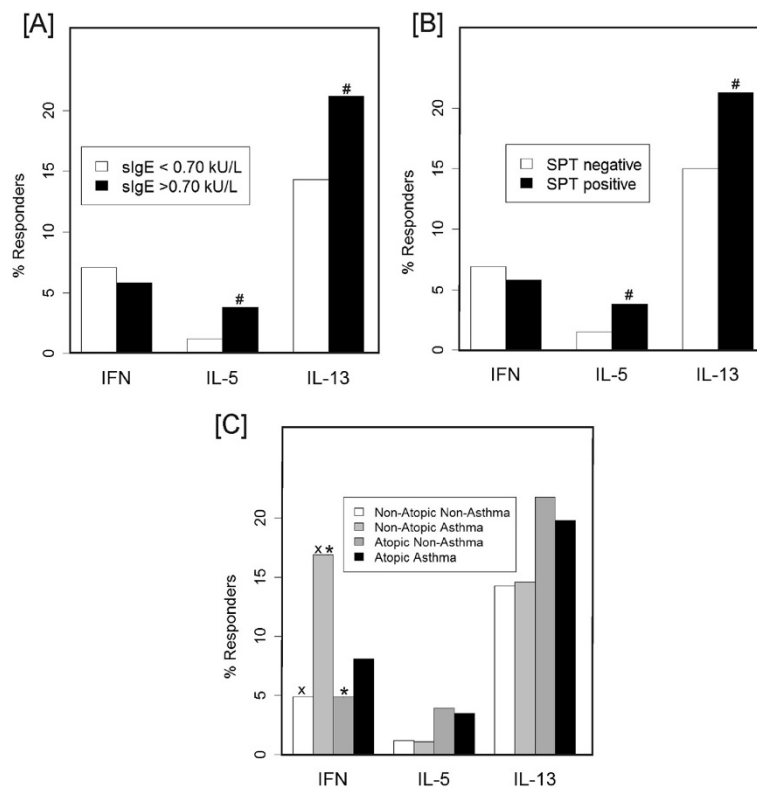 [A]
% Responders
20
15
10
5
0
sIgE < 0.70 kU/L
sIgE >0.70 kU/L
#
#
IFN IL-5 IL-13
[B]
% Responders
20
15
10
5
0
SPT negative
SPT positive
#
#
IFN IL-5 IL-13
[C]
% Responders
20
15
10
5
0
Non-Atopic Non-Asthma
Non-Atopic Asthma
Atopic Non-Asthma
Atopic Asthma
x*
x *
IFN IL-5 IL-13